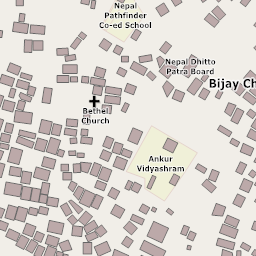 Nepal
Pathfinder
Co-ed School
Nepal Dhitto
Patra Board
Bijay Ch
Bethel
Church
Ankur
Vidyashram